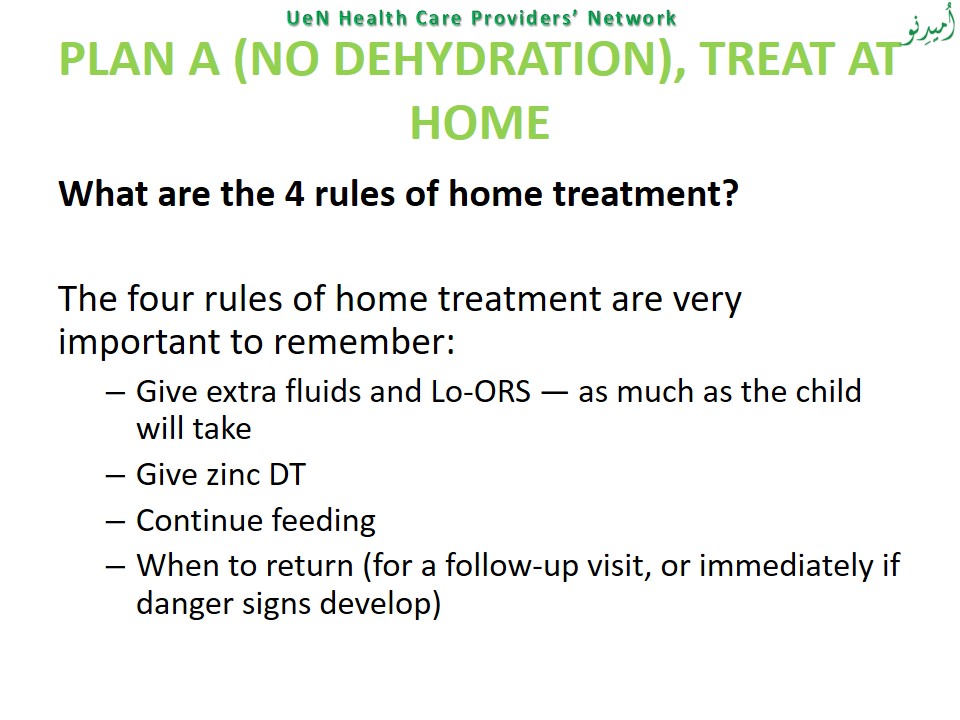 UeN Health Care Providers’ Network
اُميدِنو
PLAN A (NO DEHYDRATION), TREAT AT
HOME
What are the 4 rules of home treatment?
The four rules of home treatment are very
important to remember:
– Give extra fluids and Lo-ORS — as much as the child
will take
– Give zinc DT
– Continue feeding
– When to return (for a follow-up visit, or immediately if
danger signs develop)